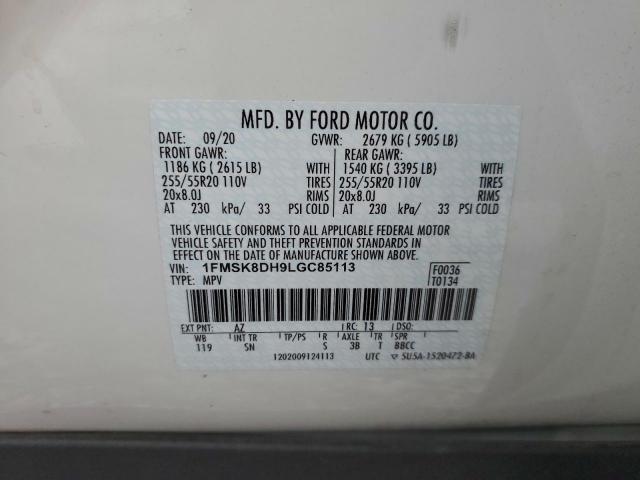 MFD. BY FORD MOTOR CO.
DATE: 09/20 GVWR: 2679 KG ( 5905 LB)
FRONT GAWR: REAR GAWR:
1186 KG ( 2615 LB) WITH 1540 KG ( 3395 LB) WITH
255/55R20 110V TIRES 255/55R20 110V TIRES
20x8.0J RIMS 20x8.0J RIMS
AT 230 kPa/ 33 PSI COLD AT 230 kPa/ 33 PSI COLD
THIS VEHICLE CONFORMS TO ALL APPLICABLE FEDERAL MOTOR
VEHICLE SAFETY AND THEFT PREVENTION STANDARDS IN
EFFECT ON THE DATE OF MANUFACTURE SHOWN ABOVE.
VIN: 1FMSK8DH9LGC85113 F0036
TYPE: MPV T0134
EXT PNT: AZ RC: 13 DSO:
WB INT TR TP/PS R AXLE TR SPR
119 SN S 3B T BBCC
1202009124113 UTC 5U5A-1520472-BA